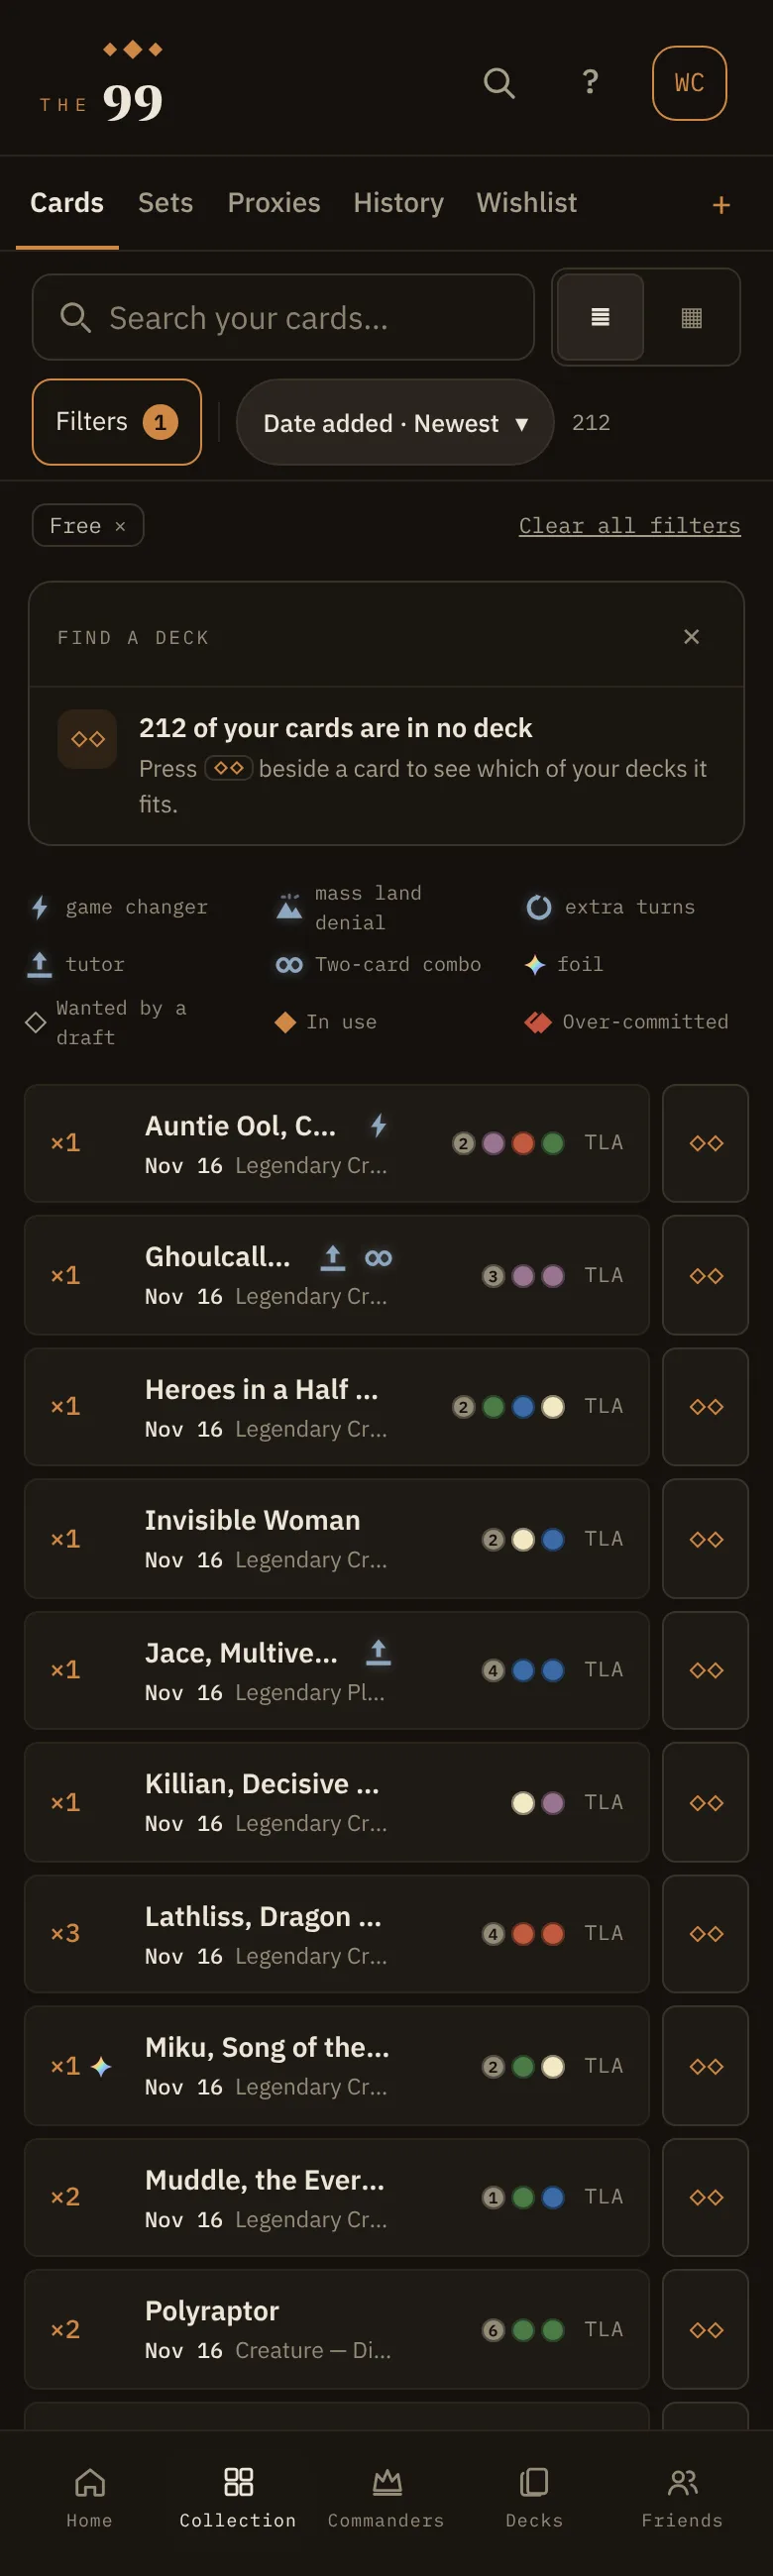 THE 99
?
WC
Cards Sets Proxies History Wishlist +
Search your cards...
Filters 1 Date added · Newest ▼ 212
Free × Clear all filters
FIND A DECK ×
212 of your cards are in no deck
Press ◇◇ beside a card to see which of your decks it
fits.
game changer
mass land
denial
extra turns
tutor
Two-card combo
foil
Wanted by a
draft
In use
Over-committed
×1 Auntie Ool, C... 2 TLA
Nov 16 Legendary Cr...
×1 Ghoulcall... 3 TLA
Nov 16 Legendary Cr...
×1 Heroes in a Half ... 2 TLA
Nov 16 Legendary Cr...
×1 Invisible Woman 2 TLA
Nov 16 Legendary Cr...
×1 Jace, Multive... 4 TLA
Nov 16 Legendary Pl...
×1 Killian, Decisive ... TLA
Nov 16 Legendary Cr...
×3 Lathliss, Dragon ... 4 TLA
Nov 16 Legendary Cr...
×1 Miku, Song of the... 2 TLA
Nov 16 Legendary Cr...
×2 Muddle, the Ever... 1 TLA
Nov 16 Legendary Cr...
×2 Polyraptor 6 TLA
Nov 16 Creature — Di...
Home Collection Commanders Decks Friends